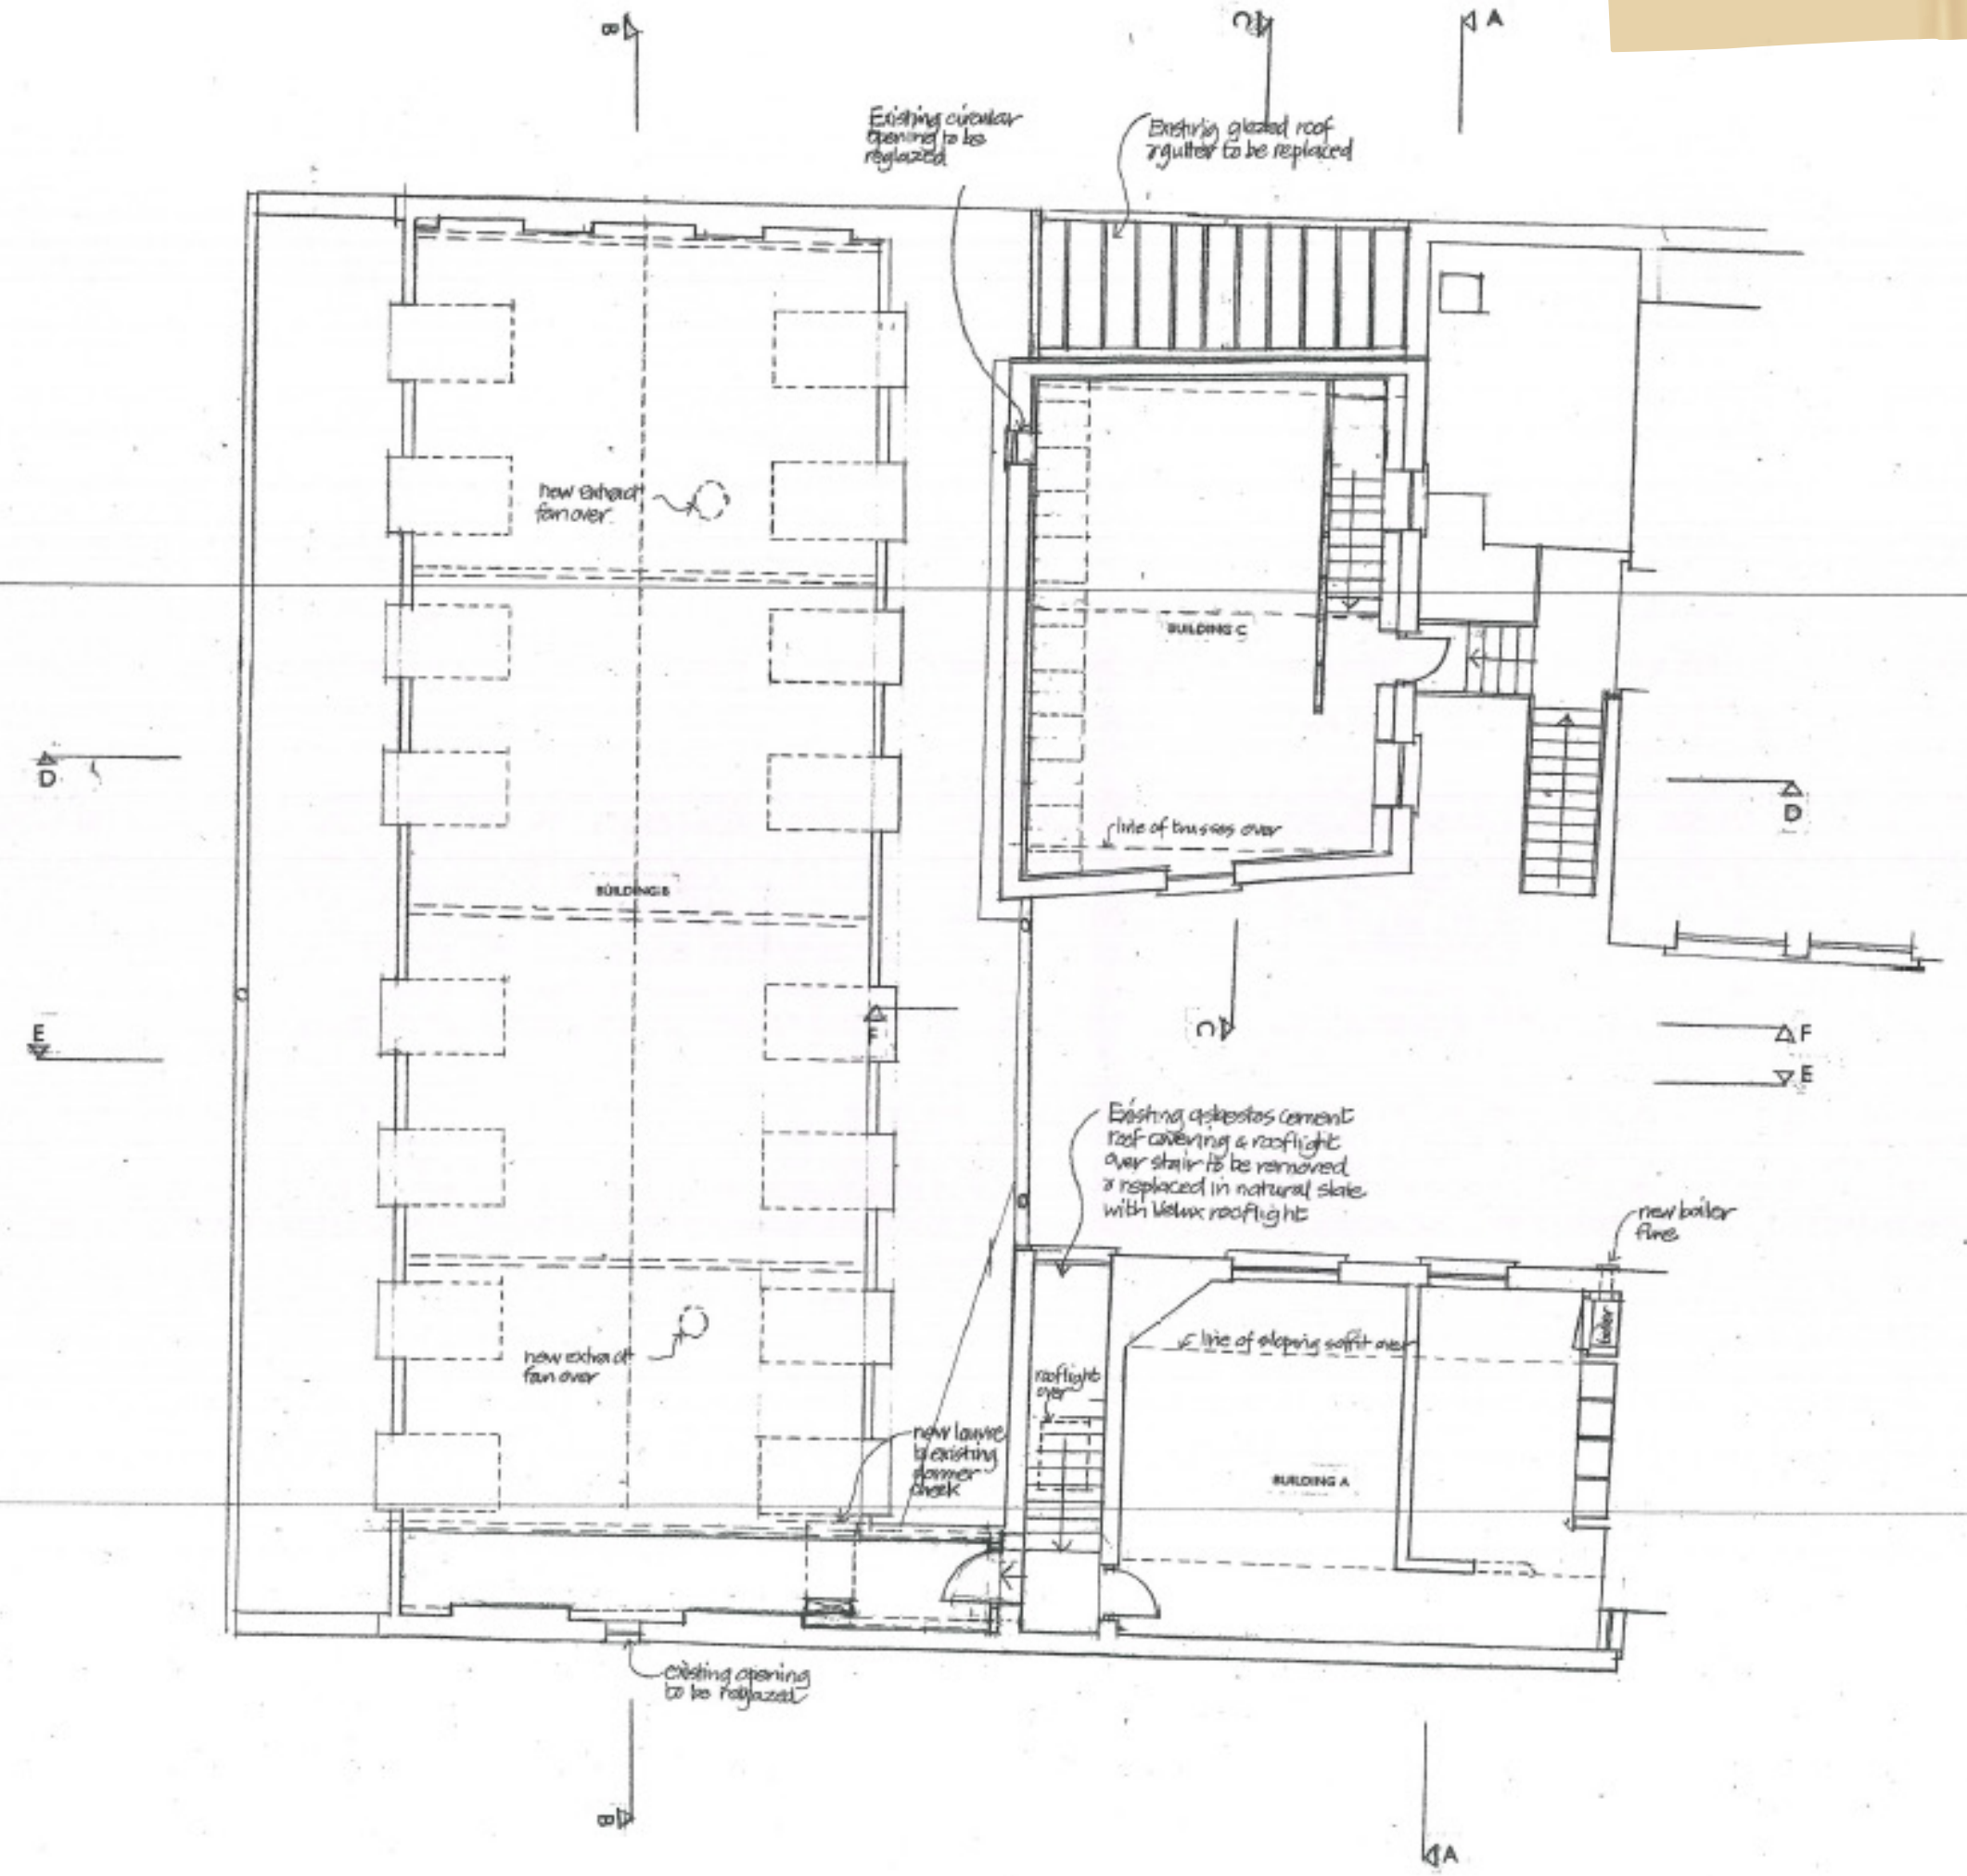 B
C
A
Existing circular
opening to be
reglazed
Existing glazed roof
& gutter to be replaced
new extract
fan over
BUILDING C
D
D
line of trusses over
BUILDING B
E
F
C
F
E
Existing asbestos cement
roof covering & rooflight
over stair to be removed
& replaced in natural slate
with Velux rooflight
new boiler
flue
boiler
line of sloping soffit over
new extract
fan over
rooflight
over
new louvre
to existing
dormer
cheek
BUILDING A
existing opening
to be reglazed
B
A